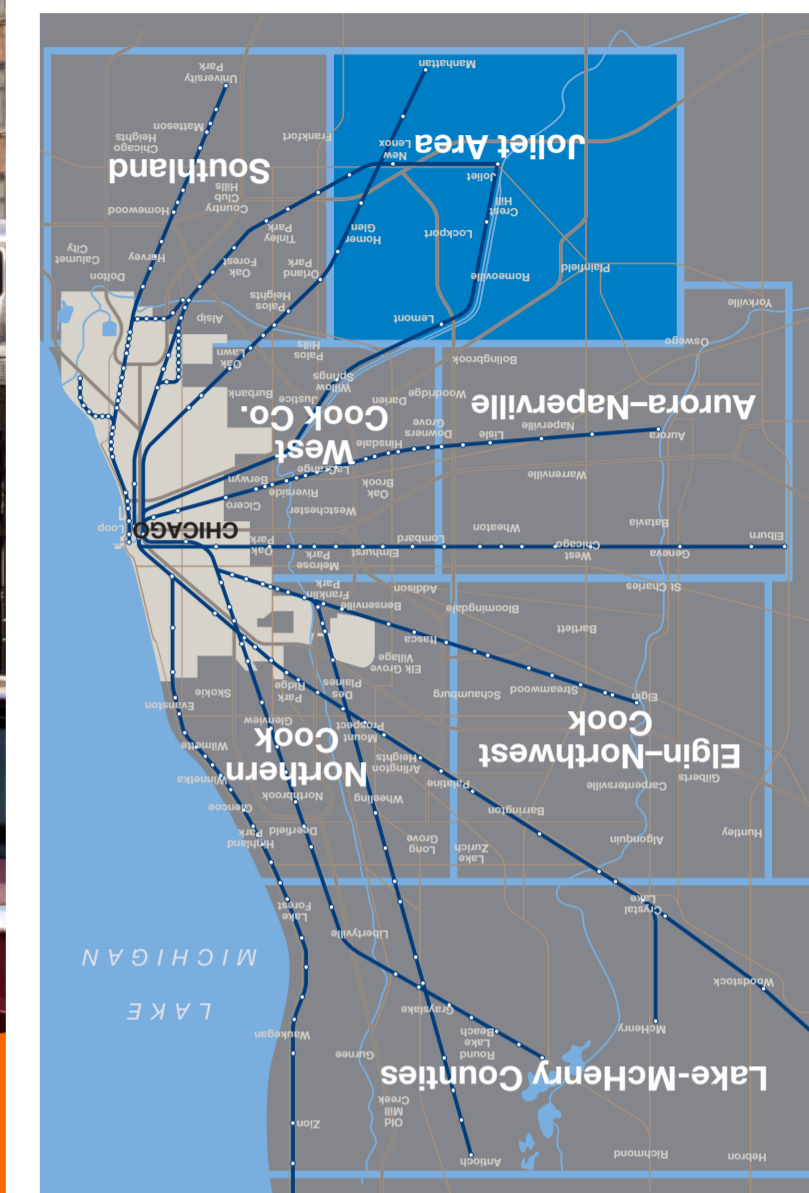 Hebron
Richmond
Antioch
Old
Mill
Creek
Zion
Lake-McHenry Counties
Round
Lake
Beach
Gurnee
Waukegan
McHenry
Grayslake
LAKE
MICHIGAN
Woodstock
Libertyville
Crystal
Lake
Lake
Forest
Huntley
Algonquin
Lake
Zurich
Long
Grove
Deerfield
Highland
Park
Barrington
Glencoe
Gilberts
Carpentersville
Palatine
Wheeling
Northbrook
Winnetka
Arlington
Heights
Northern
Cook
Elgin–Northwest
Cook
Wilmette
Mount
Prospect
Glenview
Evanston
Elgin
Streamwood
Schaumburg
Des
Plaines
Park
Ridge
Skokie
Elk Grove
Village
Itasca
Bartlett
Bloomingdale
Bensenville
Addison
Franklin
Park
St Charles
Melrose
Park
Elburn
Geneva
West
Chicago
Lombard
Elmhurst
Oak
Park
CHICAGO
Loop
Batavia
Wheaton
Westchester
Cicero
Warrenville
Oak
Brook
Riverside
Berwyn
LaGrange
Aurora
Naperville
Lisle
Downers
Grove
Hinsdale
West
Cook Co.
Aurora–Naperville
Woodridge
Darien
Willow
Springs
Justice
Burbank
Bolingbrook
Palos
Hills
Oak
Lawn
Oswego
Yorkville
Lemont
Alsip
Palos
Heights
Plainfield
Romeoville
Orland
Park
Oak
Forest
Harvey
Dolton
Calumet
City
Lockport
Homer
Glen
Tinley
Park
Country
Club
Hills
Homewood
Crest
Hill
Joliet
Joliet Area
New
Lenox
Frankfort
Southland
Chicago
Heights
Matteson
Manhattan
University
Park